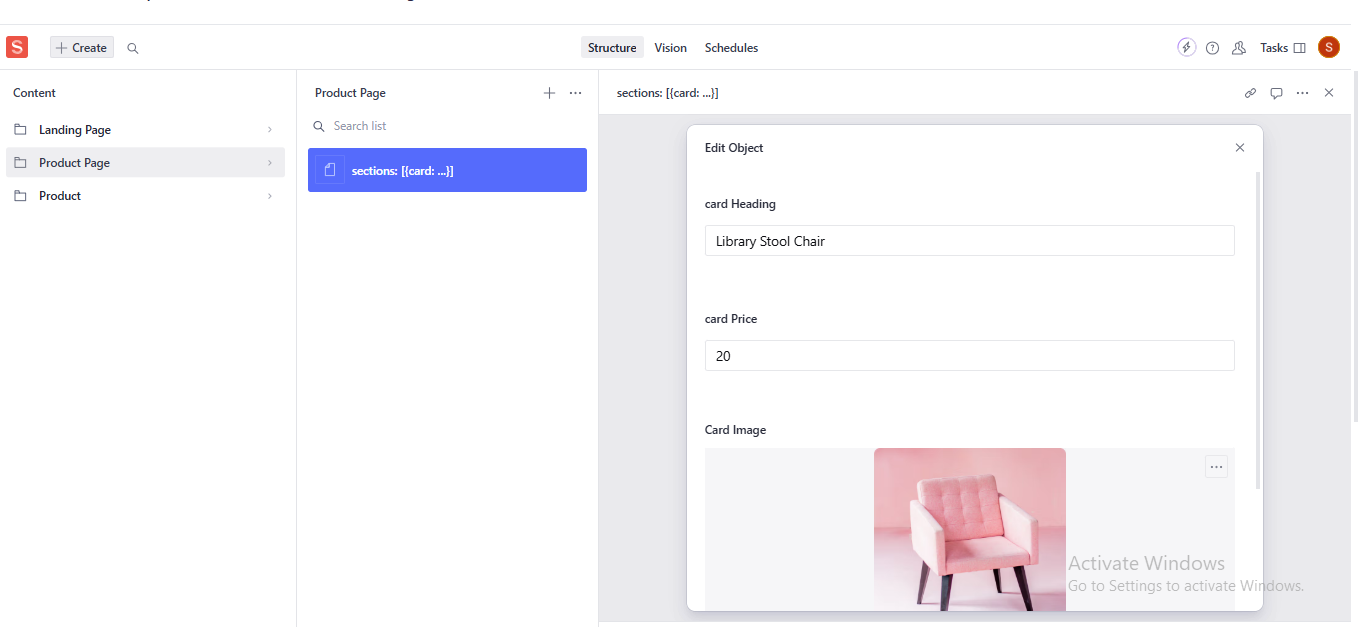 S
Create
Structure
Vision
Schedules
?
Tasks
S
Content
Landing Page
Product Page
Product
Product Page
Search list
sections: [{card: ...}]
sections: [{card: ...}]
Edit Object
card Heading
Library Stool Chair
card Price
20
Card Image
Activate Windows
Go to Settings to activate Windows.